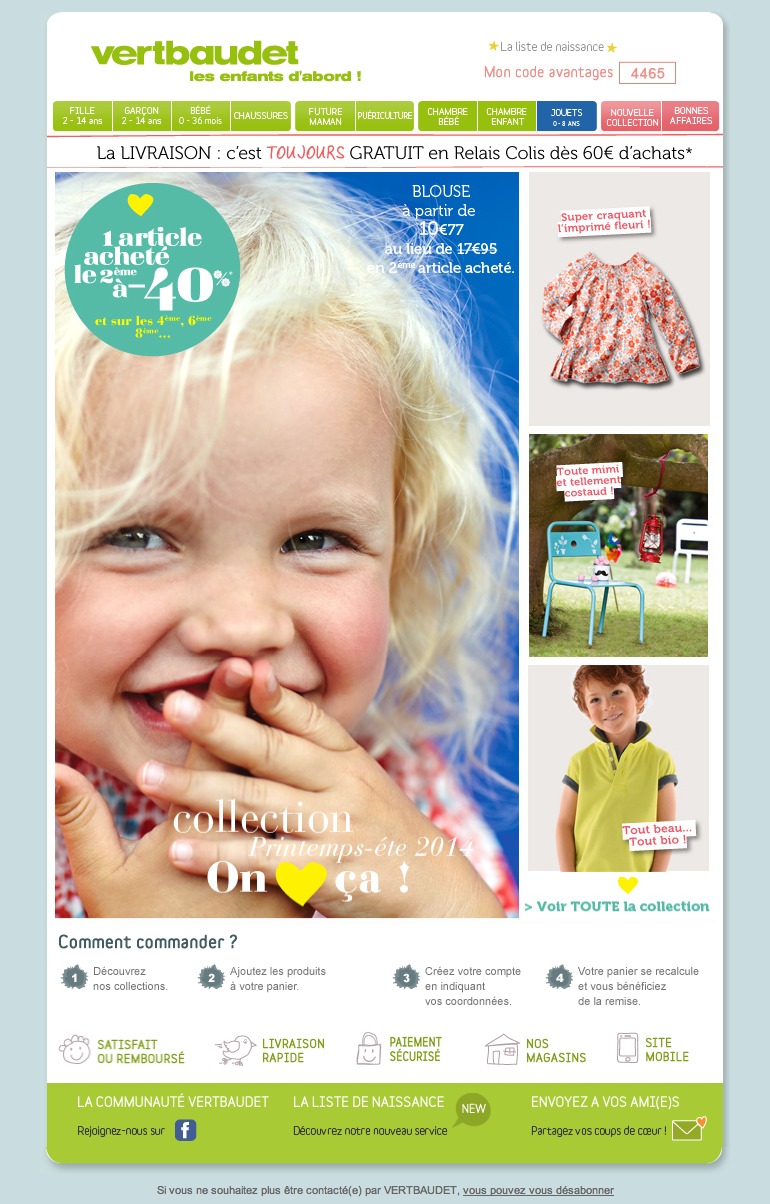 vertbaudet
les enfants d'abord !
La liste de naissance
Mon code avantages 4465
FILLE
2 - 14 ans
GARÇON
2 - 14 ans
BÉBÉ
0 - 36 mois
CHAUSSURES
FUTURE
MAMAN
PUÉRICULTURE
CHAMBRE
BÉBÉ
CHAMBRE
ENFANT
JOUETS
0 - 8 ANS
NOUVELLE
COLLECTION
BONNES
AFFAIRES
La LIVRAISON : c'est TOUJOURS GRATUIT en Relais Colis dès 60€ d'achats*
1 article
acheté
le 2ème
à -40%*
et sur les 4ème, 6ème
8ème...
BLOUSE
à partir de
10€77
au lieu de 17€95
en 2ème article acheté.
Super craquant
l'imprimé fleuri !
Toute mimi
et tellement
costaud !
Tout beau...
Tout bio !
collection
Printemps-éte 2014
On ça !
> Voir TOUTE la collection
Comment commander ?
1 Découvrez
nos collections.
2 Ajoutez les produits
à votre panier.
3 Créez votre compte
en indiquant
vos coordonnées.
4 Votre panier se recalcule
et vous bénéficiez
de la remise.
SATISFAIT
OU REMBOURSÉ
LIVRAISON
RAPIDE
PAIEMENT
SÉCURISÉ
NOS
MAGASINS
SITE
MOBILE
LA COMMUNAUTÉ VERTBAUDET
Rejoignez-nous sur f
LA LISTE DE NAISSANCE
NEW
Découvrez notre nouveau service
ENVOYEZ A VOS AMI(E)S
Partagez vos coups de cœur !
Si vous ne souhaitez plus être contacté(e) par VERTBAUDET, vous pouvez vous désabonner